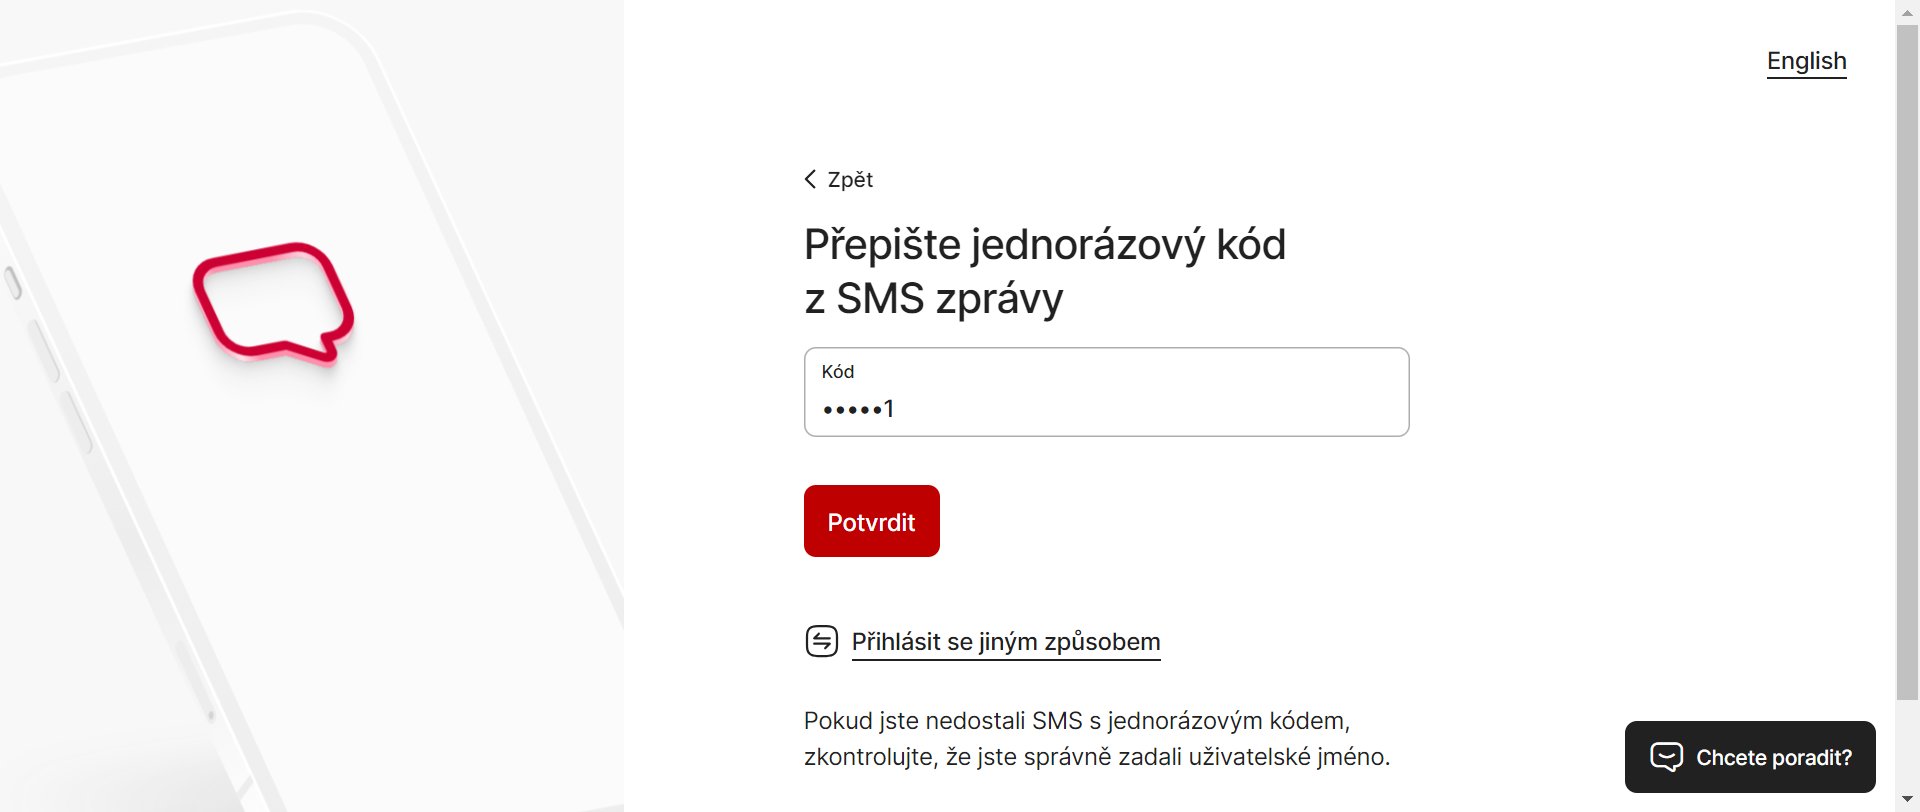 English
Zpět
Přepište jednorázový kód
z SMS zprávy
Kód
•••••1
Potvrdit
Přihlásit se jiným způsobem
Pokud jste nedostali SMS s jednorázovým kódem,
zkontrolujte, že jste správně zadali uživatelské jméno.
Chcete poradit?